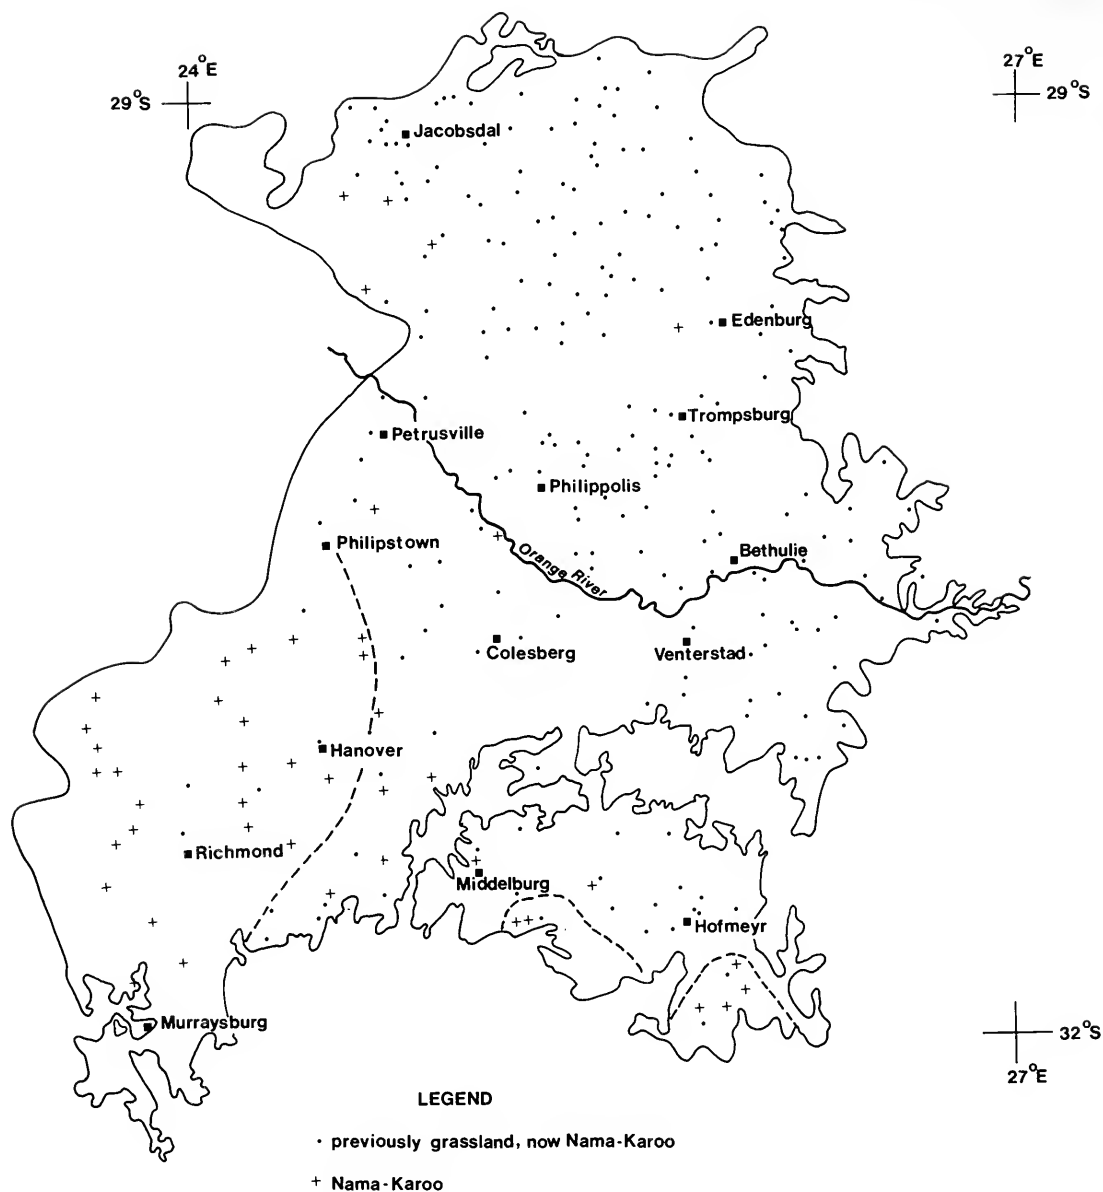 24°E
29°S
27°E
29°S
Jacobsdal
Edenburg
Trompsburg
Petrusville
Philippolis
Philipstown
Bethulie
Orange River
Colesberg
Venterstad
Hanover
Richmond
Middelburg
Hofmeyr
Murraysburg
32°S
27°E
LEGEND
· previously grassland, now Nama-Karoo
+ Nama-Karoo